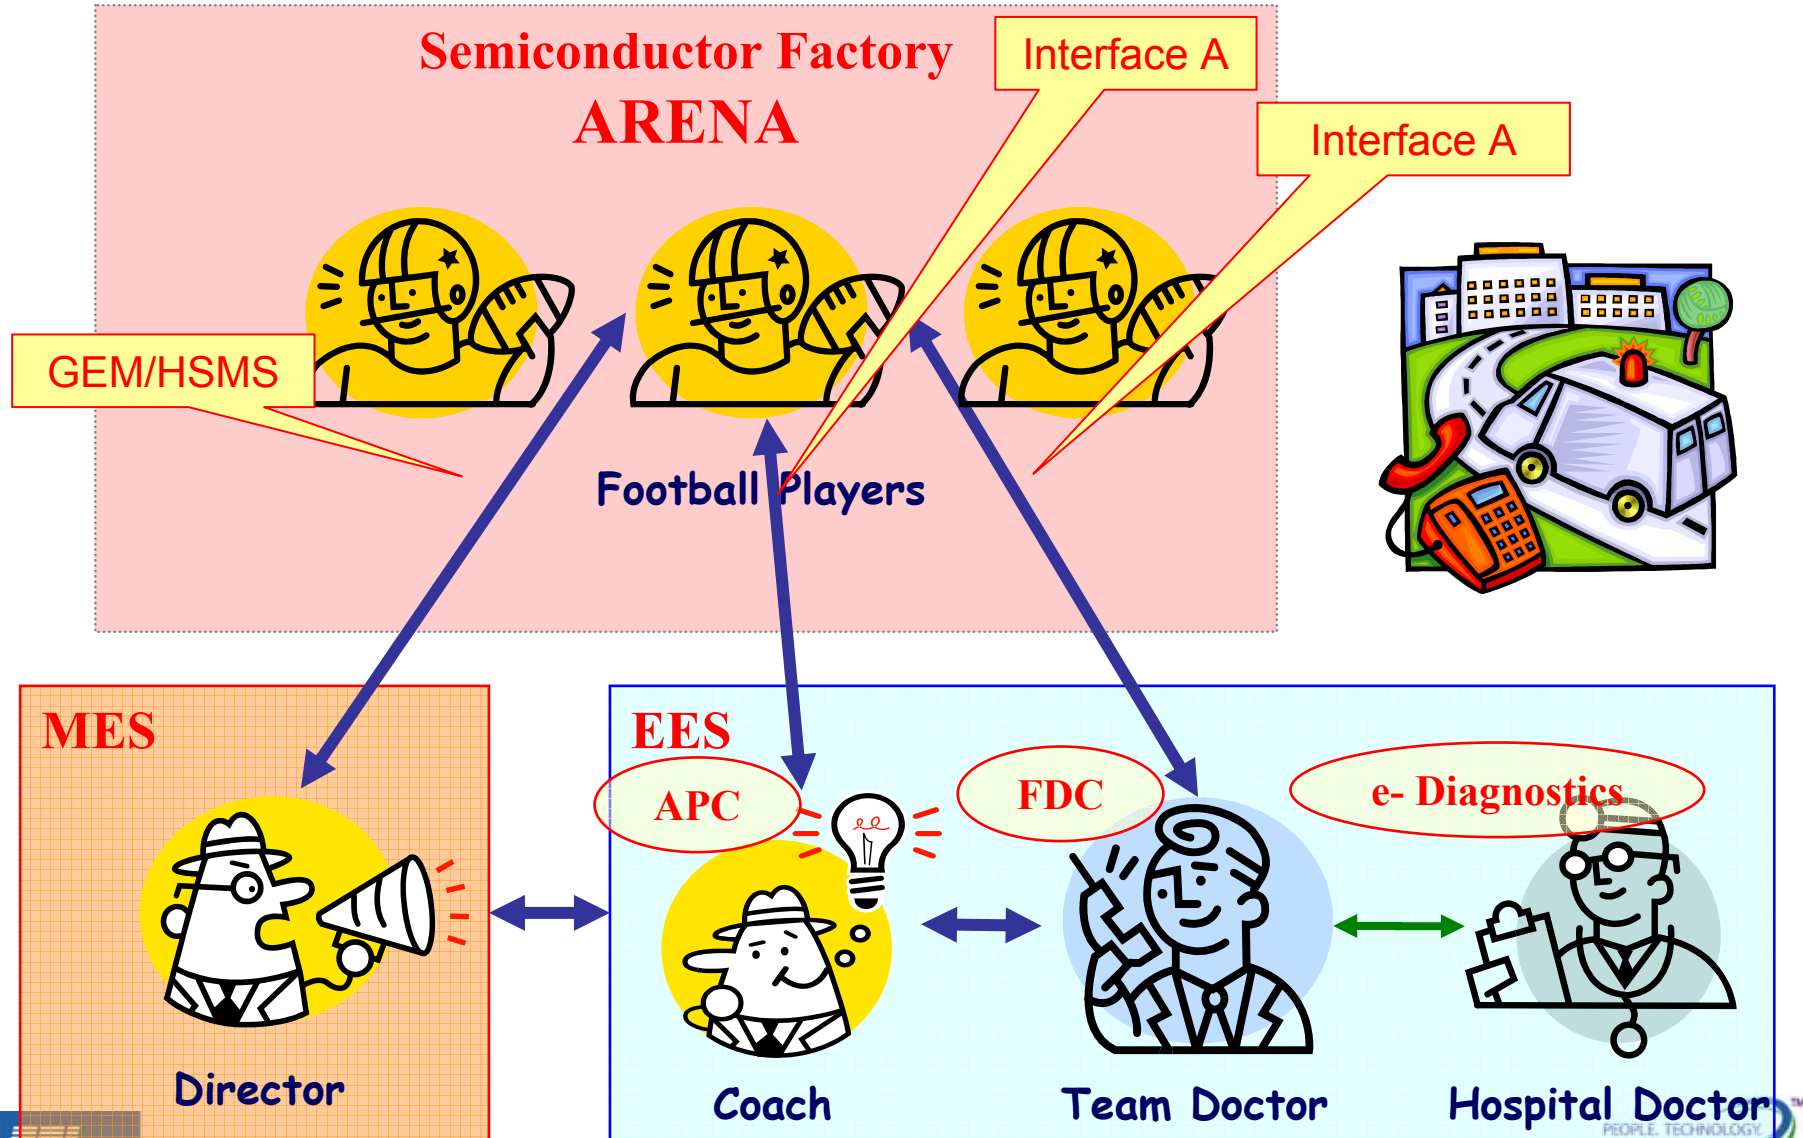 Semiconductor Factory
ARENA
Interface A
Interface A
GEM/HSMS
Football Players
MES
EES
APC
FDC
e- Diagnostics
Director
Coach
Team Doctor
Hospital Doctor
PEOPLE. TECHNOLOGY.
TM